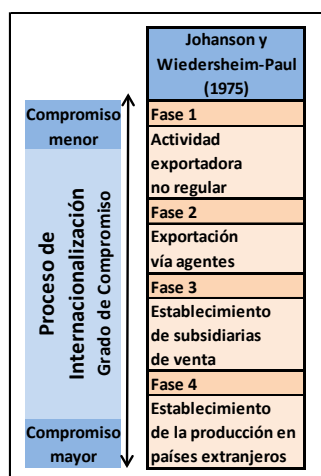 Johanson y
Wiedersheim-Paul
(1975)
Compromiso
menor
Proceso de
Internacionalización
Grado de Compromiso
Compromiso
mayor
Fase 1
Actividad
exportadora
no regular
Fase 2
Exportación
vía agentes
Fase 3
Establecimiento
de subsidiarias
de venta
Fase 4
Establecimiento
de la producción en
países extranjeros